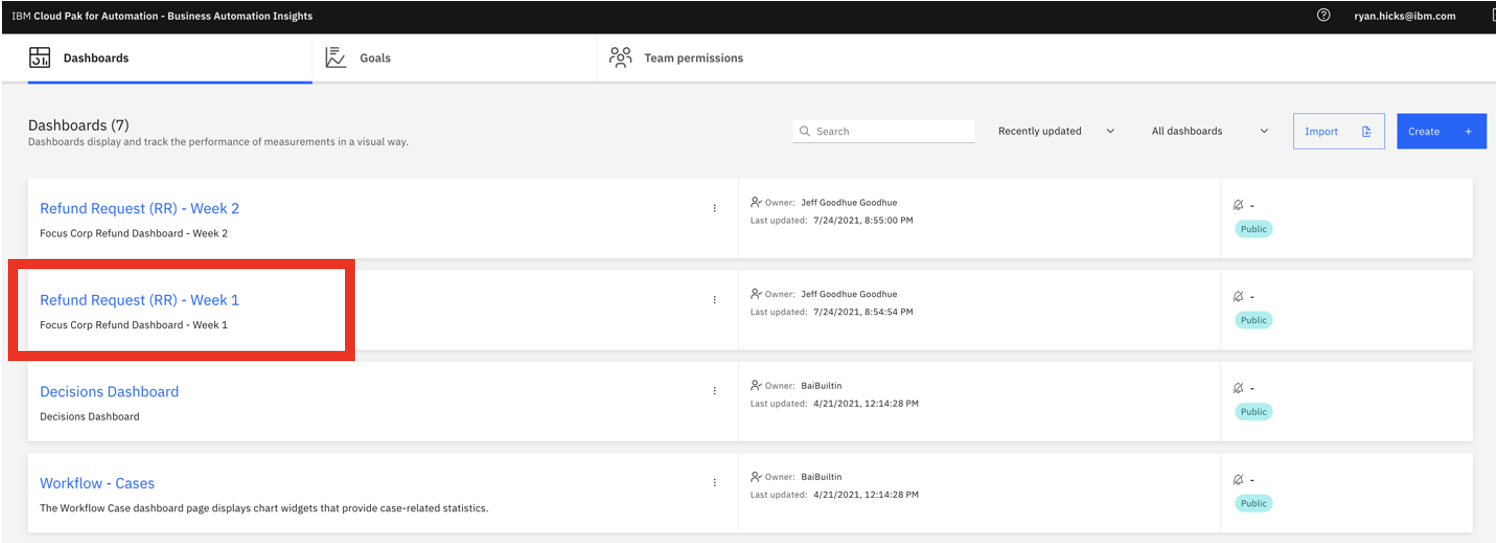 IBM Cloud Pak for Automation - Business Automation Insights
ryan.hicks@ibm.com
Dashboards
Goals
Team permissions
Dashboards (7)
Dashboards display and track the performance of measurements in a visual way.
Search
Recently updated
All dashboards
Import
Create +
Refund Request (RR) - Week 2
Focus Corp Refund Dashboard - Week 2
Owner: Jeff Goodhue Goodhue
Last updated: 7/24/2021, 8:55:00 PM
-
Public
Refund Request (RR) - Week 1
Focus Corp Refund Dashboard - Week 1
Owner: Jeff Goodhue Goodhue
Last updated: 7/24/2021, 8:54:54 PM
-
Public
Decisions Dashboard
Decisions Dashboard
Owner: BaiBuiltin
Last updated: 4/21/2021, 12:14:28 PM
-
Public
Workflow - Cases
The Workflow Case dashboard page displays chart widgets that provide case-related statistics.
Owner: BaiBuiltin
Last updated: 4/21/2021, 12:14:28 PM
-
Public